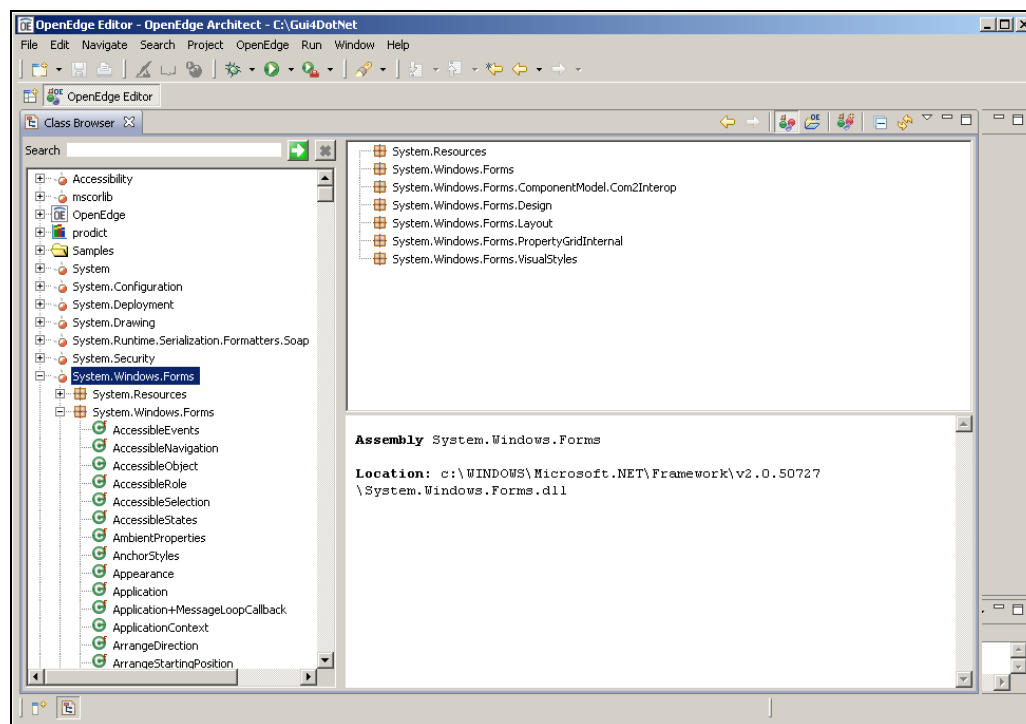 OpenEdge Editor - OpenEdge Architect - C:\Gui4DotNet
File Edit Navigate Search Project OpenEdge Run Window Help
OpenEdge Editor
Class Browser
Search
Accessibility
mscorlib
OpenEdge
prodict
Samples
System
System.Configuration
System.Deployment
System.Drawing
System.Runtime.Serialization.Formatters.Soap
System.Security
System.Windows.Forms
System.Resources
System.Windows.Forms
AccessibleEvents
AccessibleNavigation
AccessibleObject
AccessibleRole
AccessibleSelection
AccessibleStates
AmbientProperties
AnchorStyles
Appearance
Application
Application+MessageLoopCallback
ApplicationContext
ArrangeDirection
ArrangeStartingPosition
System.Resources
System.Windows.Forms
System.Windows.Forms.ComponentModel.Com2Interop
System.Windows.Forms.Design
System.Windows.Forms.Layout
System.Windows.Forms.PropertyGridInternal
System.Windows.Forms.VisualStyles
Assembly System.Windows.Forms
Location: c:\WINDOWS\Microsoft.NET\Framework\v2.0.50727
\System.Windows.Forms.dll